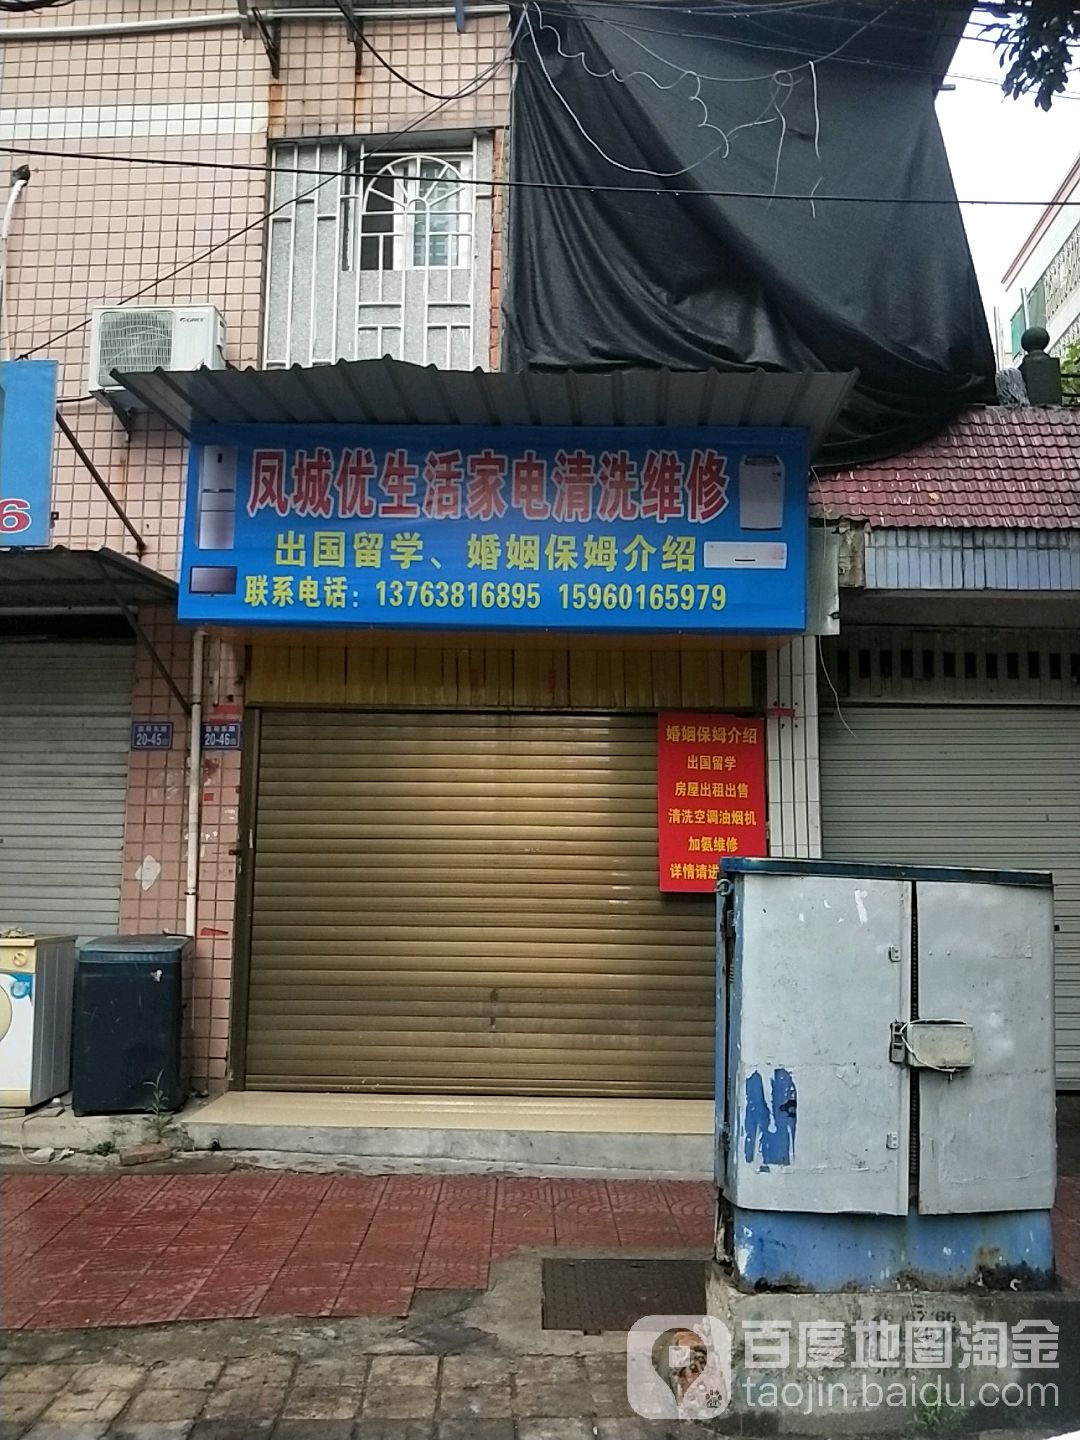 GREE
凤城优生活家电清洗维修
出国留学、婚姻保姆介绍
联系电话：13763816895 15960165979
6
20-45
20-46
婚姻保姆介绍
出国留学
房屋出租出售
清洗空调油烟机
加氨维修
详情请进
百度地图淘金
taojin.baidu.com